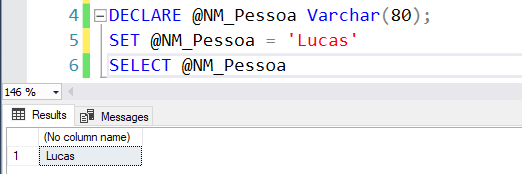 4 DECLARE @NM_Pessoa Varchar(80);
5 SET @NM_Pessoa = 'Lucas'
6 SELECT @NM_Pessoa
146 %
Results Messages
(No column name)
1 Lucas